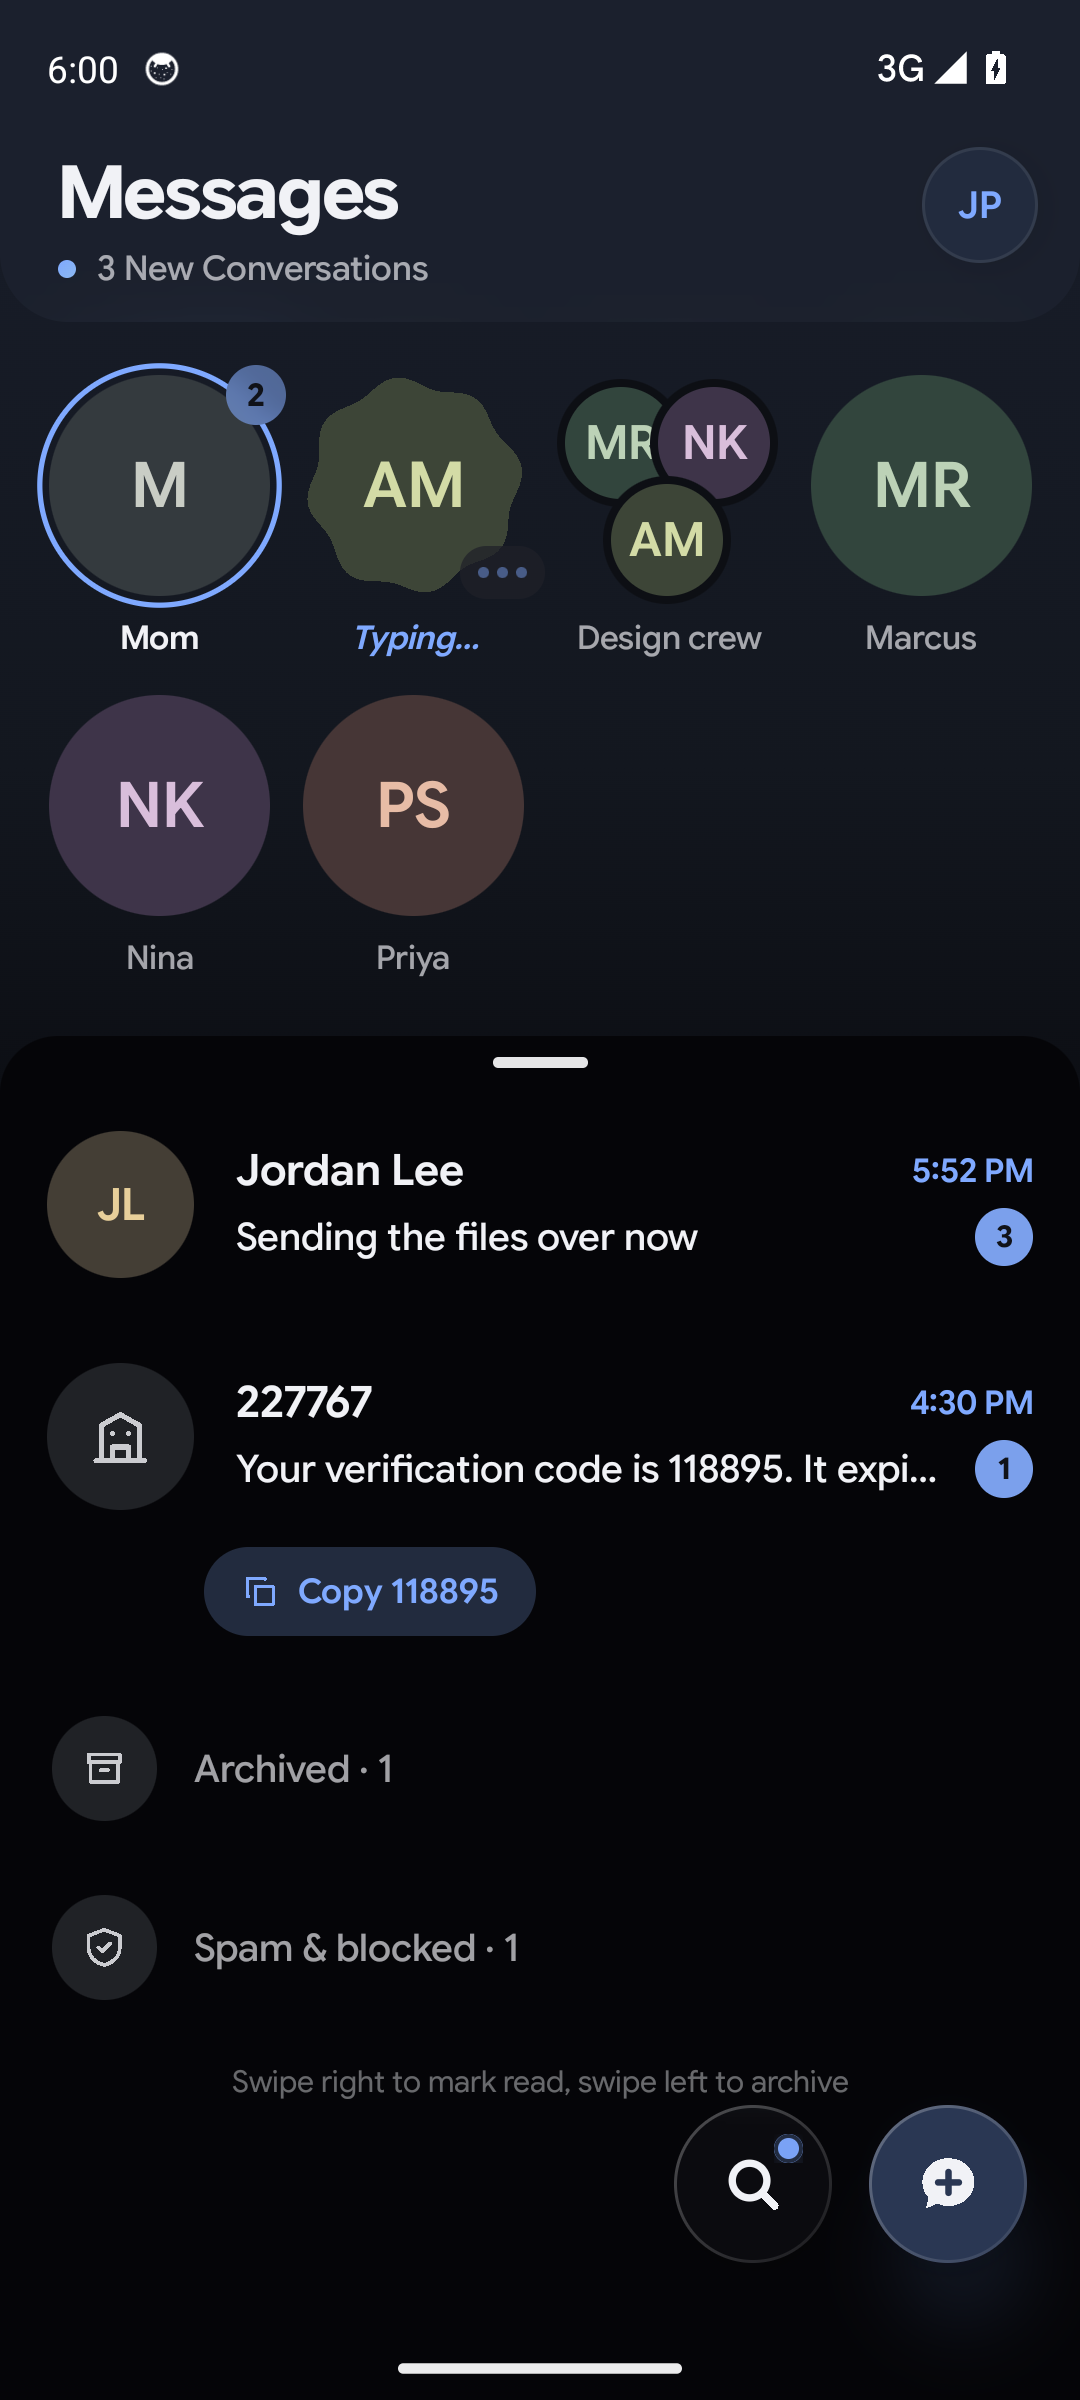 6:00
3G
Messages
JP
3 New Conversations
2
M
AM
MR
NK
AM
MR
Mom
Typing...
Design crew
Marcus
NK
PS
Nina
Priya
JL
Jordan Lee
5:52 PM
Sending the files over now
3
227767
4:30 PM
Your verification code is 118895. It expi...
1
Copy 118895
Archived · 1
Spam & blocked · 1
Swipe right to mark read, swipe left to archive